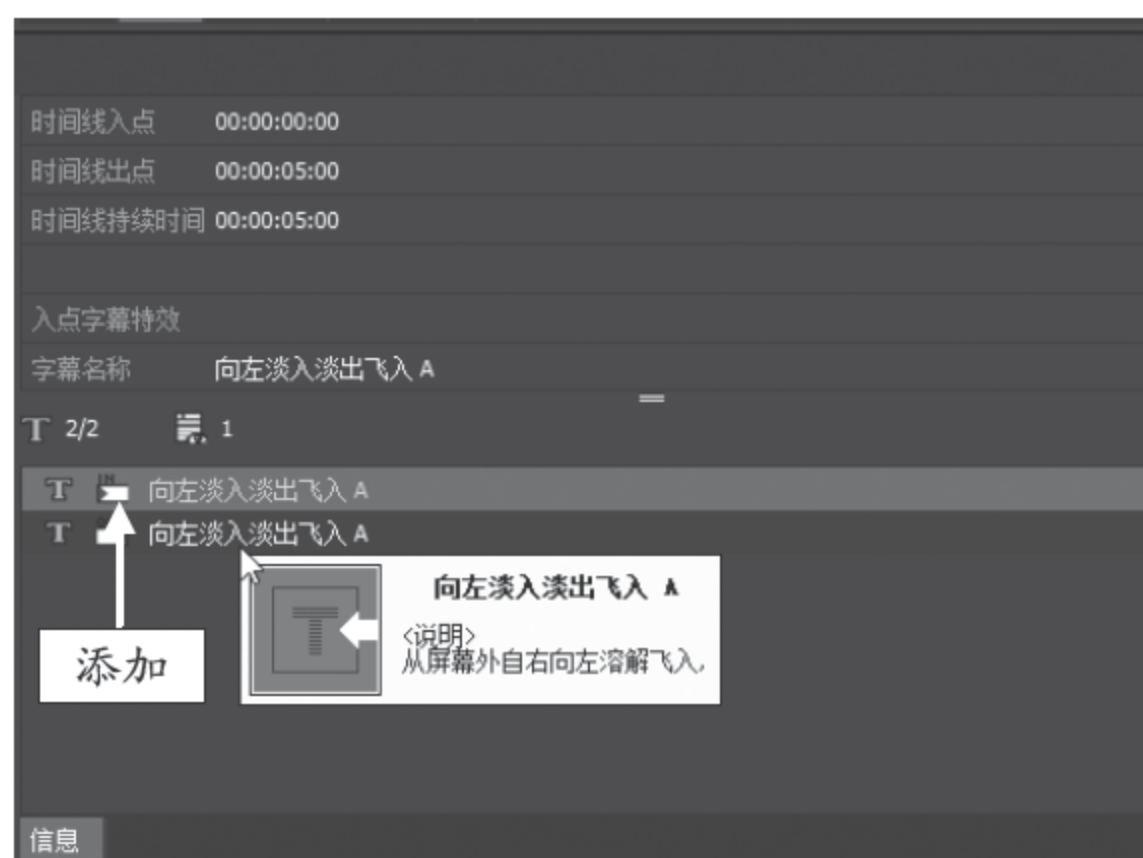 时间线入点 00:00:00:00
时间线出点 00:00:05:00
时间线持续时间 00:00:05:00
入点字幕特效
字幕名称 向左淡入淡出飞入 A
T 2/2 1
T IN 向左淡入淡出飞入 A
T 向左淡入淡出飞入 A
向左淡入淡出飞入 A
<说明>
从屏幕外自右向左溶解飞入,
T
添加
信息